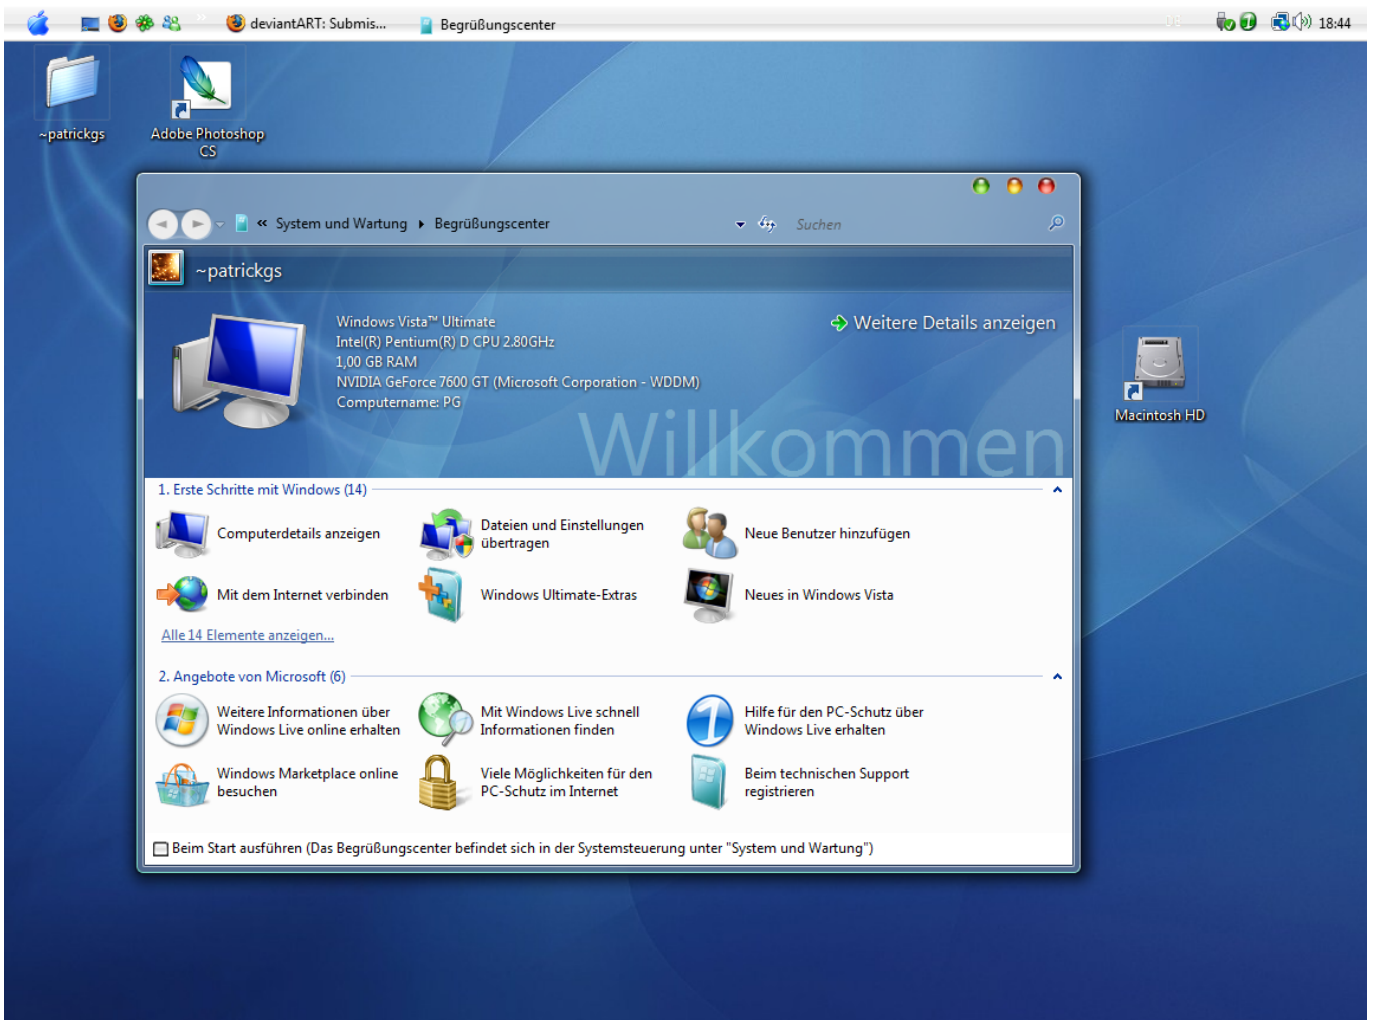 deviantART: Submis...
Begrüßungscenter
18:44
~patrickgs
Adobe Photoshop
CS
« System und Wartung ▸ Begrüßungscenter
Suchen
~patrickgs
Windows Vista™ Ultimate
Intel(R) Pentium(R) D CPU 2.80GHz
1,00 GB RAM
NVIDIA GeForce 7600 GT (Microsoft Corporation - WDDM)
Computername: PG
Weitere Details anzeigen
Willkommen
Macintosh HD
1. Erste Schritte mit Windows (14)
Computerdetails anzeigen
Dateien und Einstellungen
übertragen
Neue Benutzer hinzufügen
Mit dem Internet verbinden
Windows Ultimate-Extras
Neues in Windows Vista
Alle 14 Elemente anzeigen...
2. Angebote von Microsoft (6)
Weitere Informationen über
Windows Live online erhalten
Mit Windows Live schnell
Informationen finden
Hilfe für den PC-Schutz über
Windows Live erhalten
Windows Marketplace online
besuchen
Viele Möglichkeiten für den
PC-Schutz im Internet
Beim technischen Support
registrieren
Beim Start ausführen (Das Begrüßungscenter befindet sich in der Systemsteuerung unter "System und Wartung")